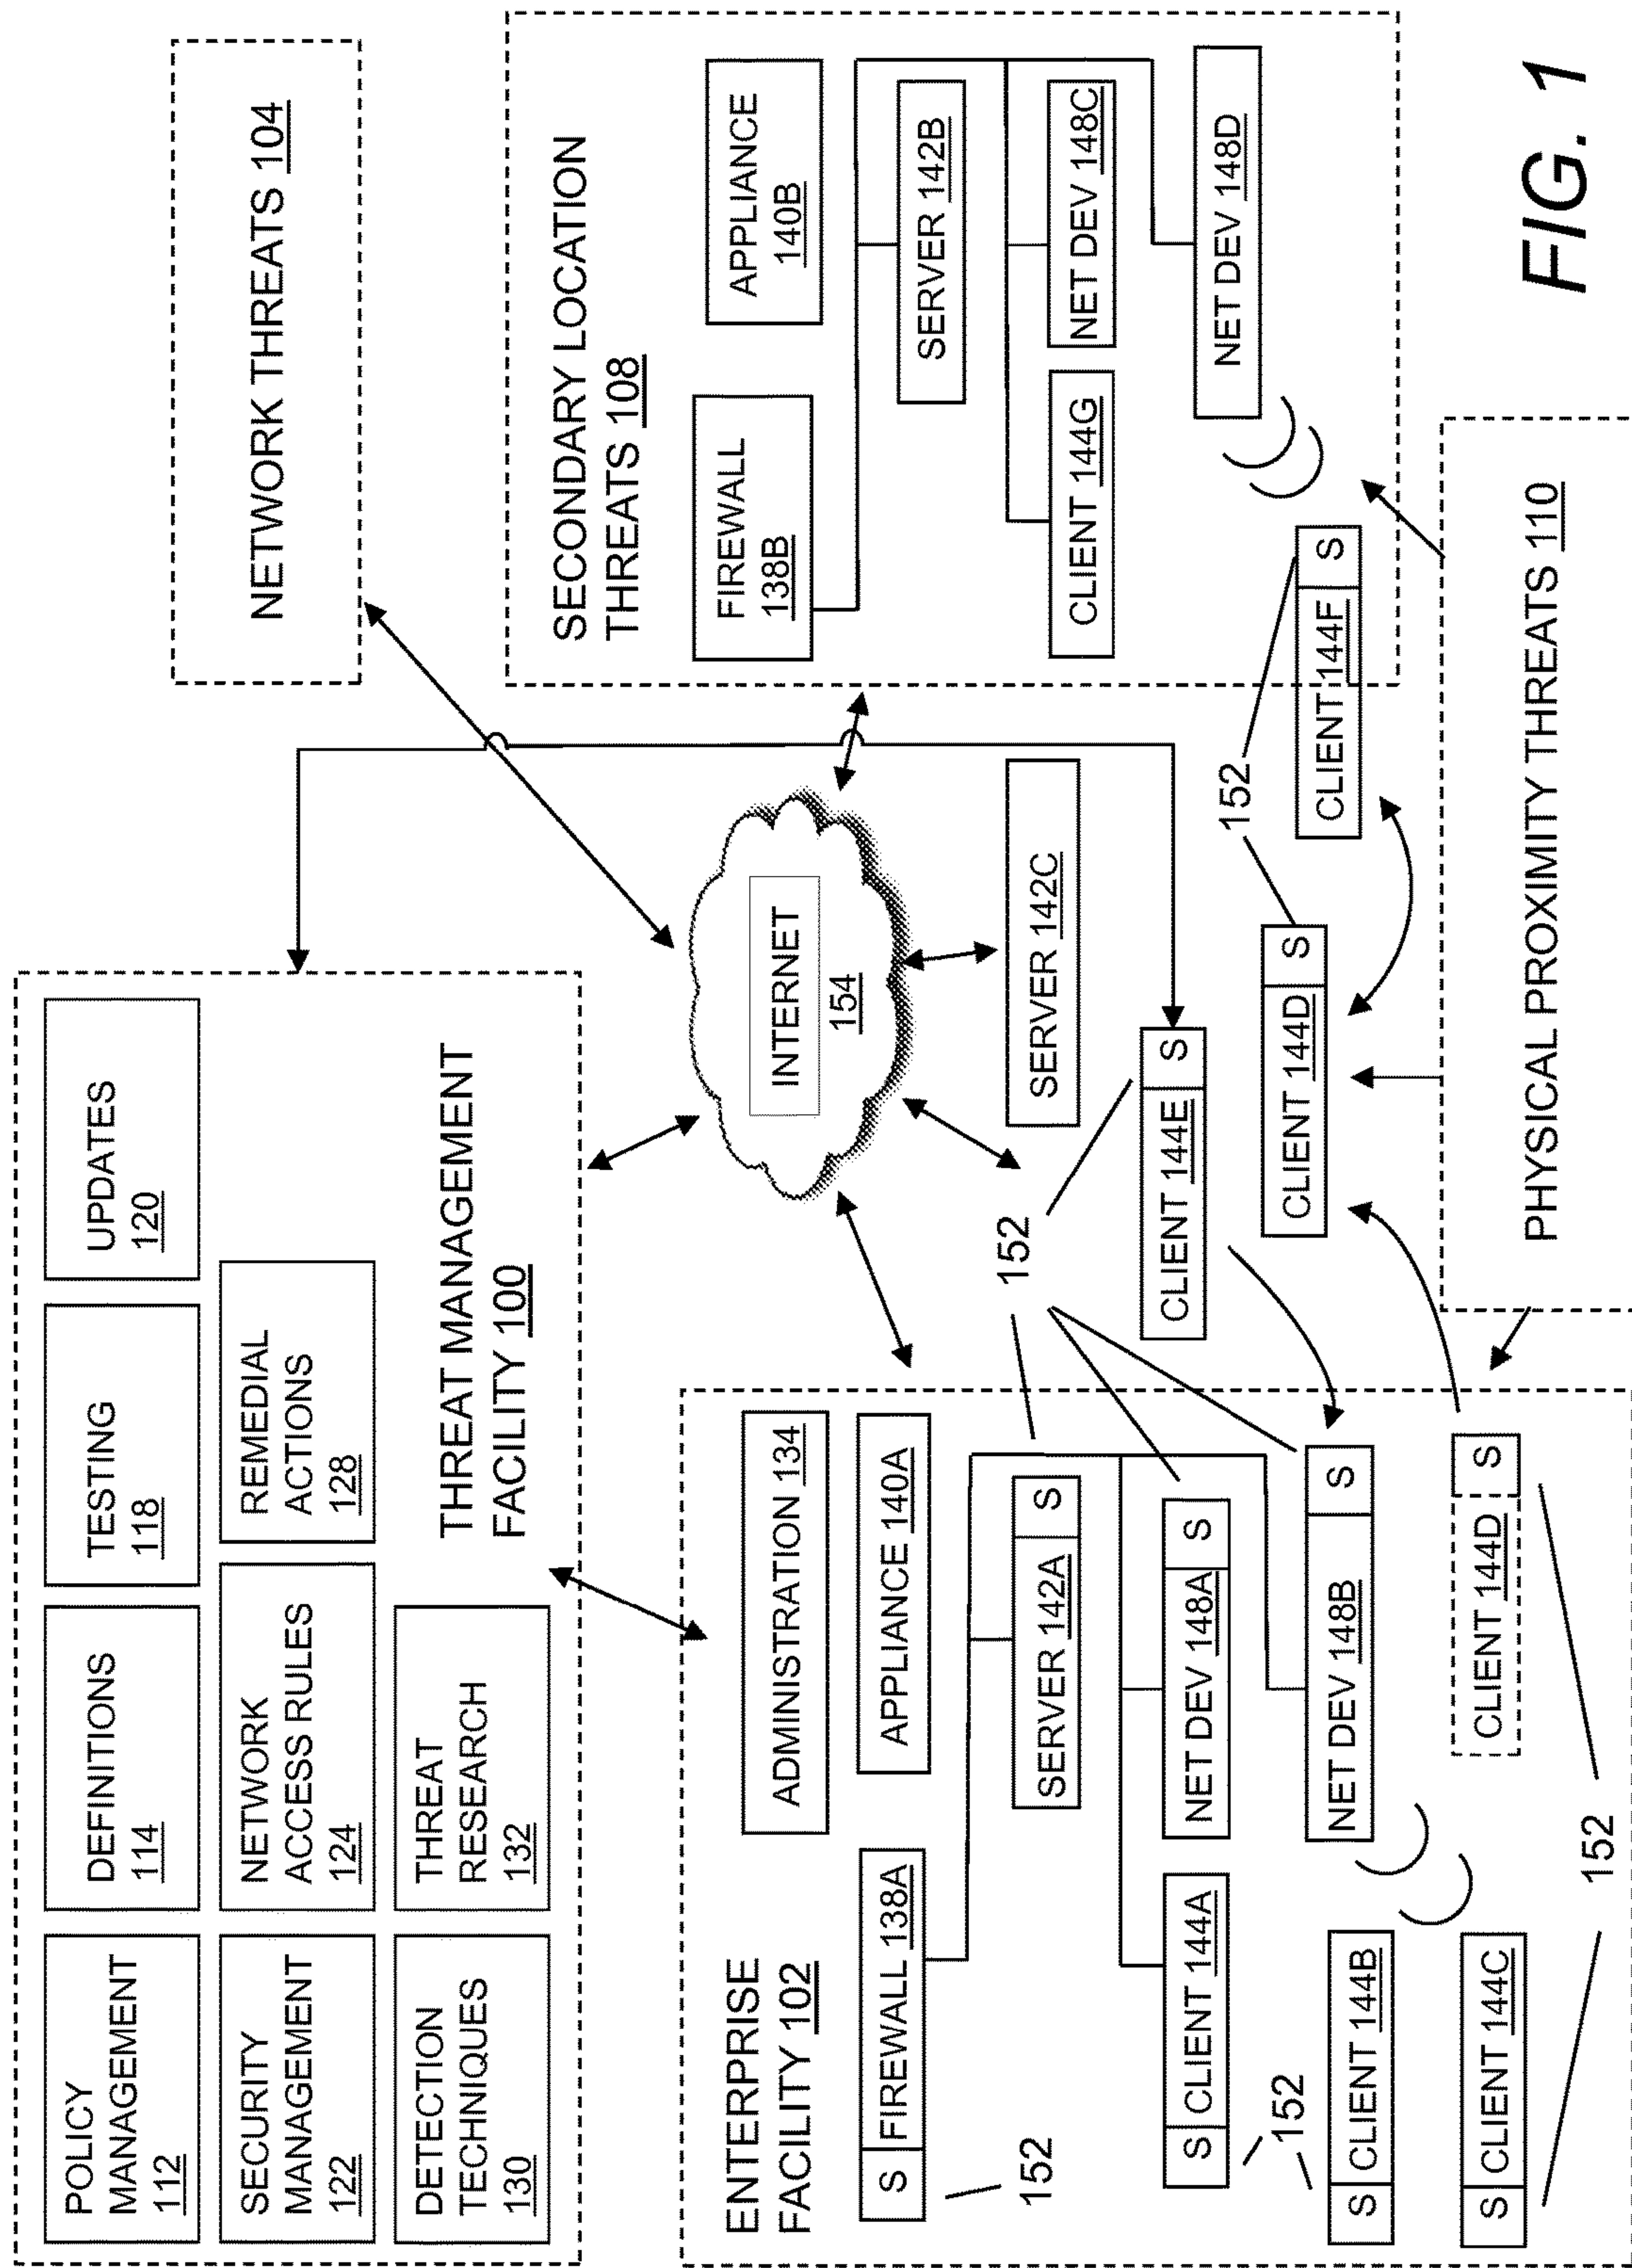 POLICY
MANAGEMENT
112
DEFINITIONS
114
TESTING
118
UPDATES
120
SECURITY
MANAGEMENT
122
NETWORK
ACCESS RULES
124
REMEDIAL
ACTIONS
128
DETECTION
TECHNIQUES
130
THREAT
RESEARCH
132
THREAT MANAGEMENT
FACILITY 100
NETWORK THREATS 104
ENTERPRISE
FACILITY 102
ADMINISTRATION 134
S FIREWALL 138A
APPLIANCE 140A
152
SERVER 142A S
S CLIENT 144A
NET DEV 148A S
152
S CLIENT 144B
NET DEV 148B S
S CLIENT 144C
CLIENT 144D S
152
INTERNET
154
152
SERVER 142C
CLIENT 144E S
CLIENT 144D S
152
CLIENT 144F S
SECONDARY LOCATION
THREATS 108
FIREWALL
138B
APPLIANCE
140B
SERVER 142B
CLIENT 144G
NET DEV 148C
NET DEV 148D
PHYSICAL PROXIMITY THREATS 110
FIG. 1